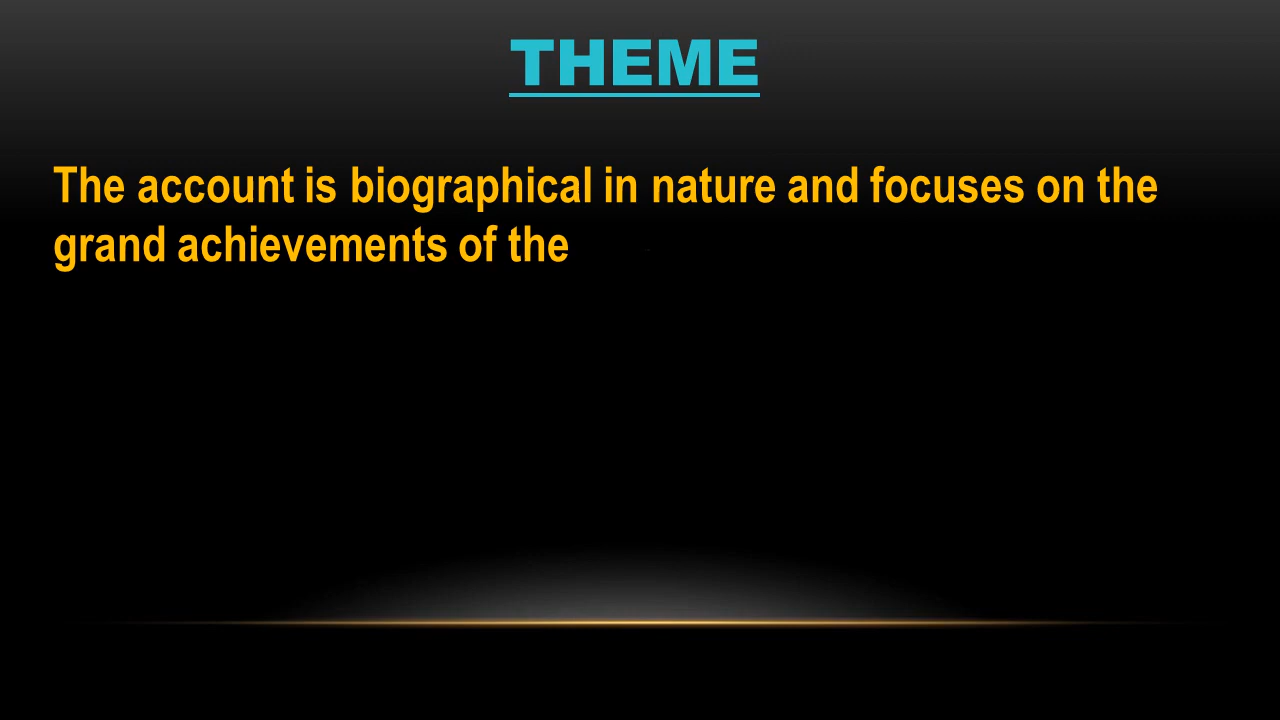 THEME
The account is biographical in nature and focuses on the
grand achievements of the